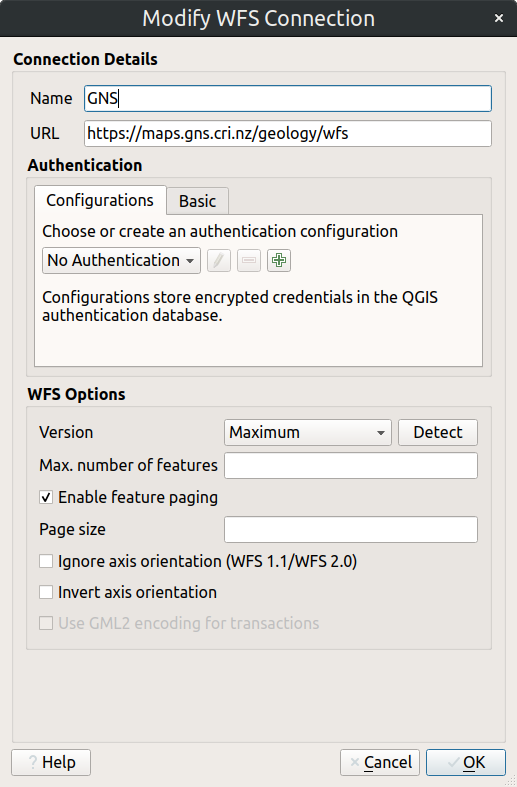 Modify WFS Connection
Connection Details
Name GNS
URL https://maps.gns.cri.nz/geology/wfs
Authentication
Configurations Basic
Choose or create an authentication configuration
No Authentication
Configurations store encrypted credentials in the QGIS
authentication database.
WFS Options
Version Maximum Detect
Max. number of features
Enable feature paging
Page size
Ignore axis orientation (WFS 1.1/WFS 2.0)
Invert axis orientation
Use GML2 encoding for transactions
? Help Cancel OK